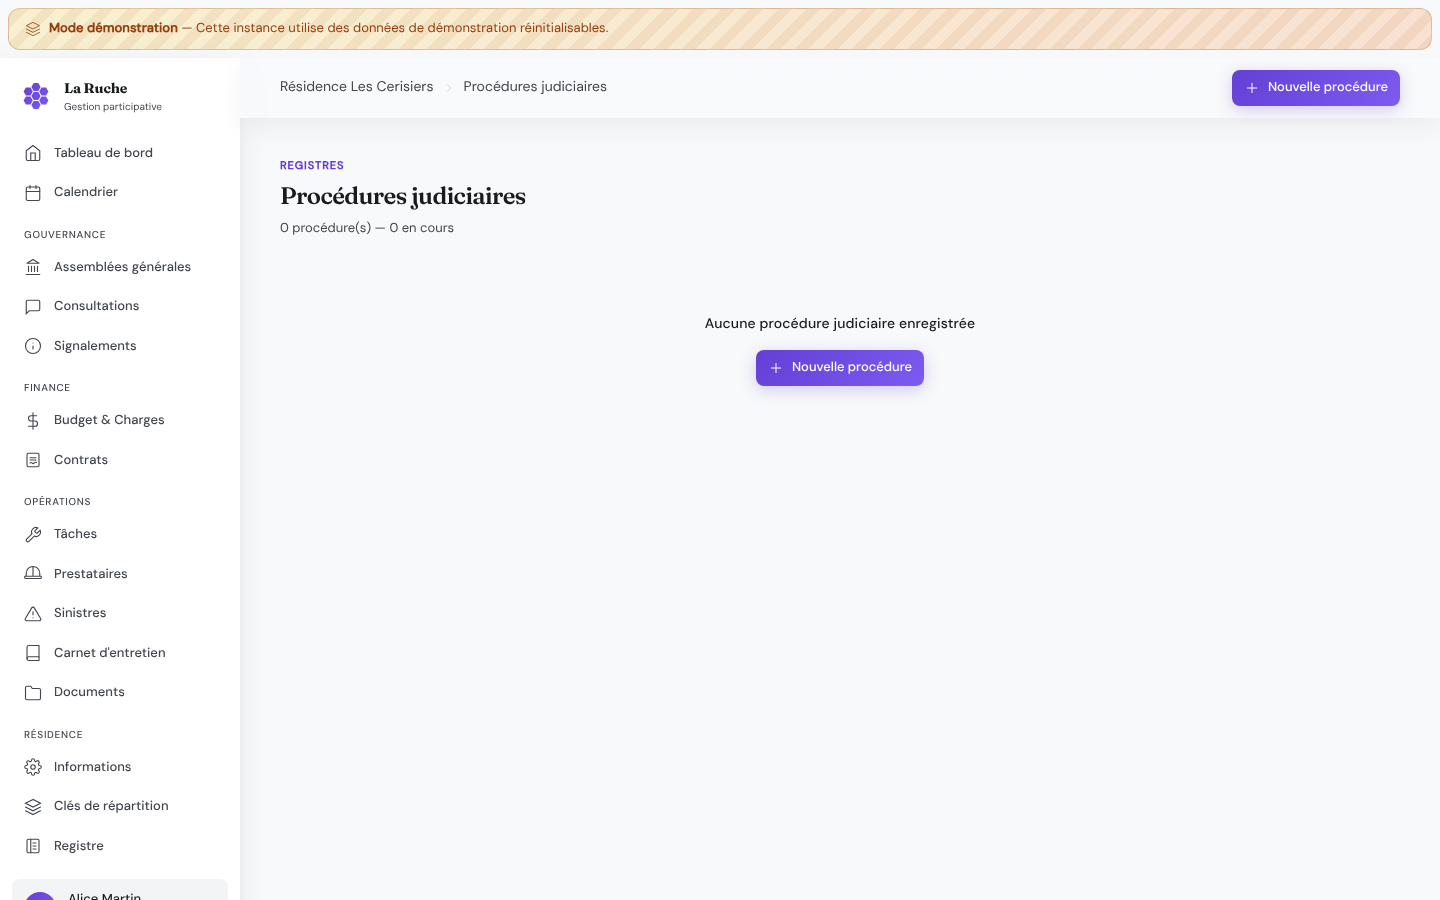 Mode démonstration — Cette instance utilise des données de démonstration réinitialisables.
La Ruche
Gestion participative
Tableau de bord
Calendrier
GOUVERNANCE
Assemblées générales
Consultations
Signalements
FINANCE
Budget & Charges
Contrats
OPÉRATIONS
Tâches
Prestataires
Sinistres
Carnet d'entretien
Documents
RÉSIDENCE
Informations
Clés de répartition
Registre
Alice Martin
Résidence Les Cerisiers
Procédures judiciaires
Nouvelle procédure
REGISTRES
Procédures judiciaires
0 procédure(s) — 0 en cours
Aucune procédure judiciaire enregistrée
Nouvelle procédure